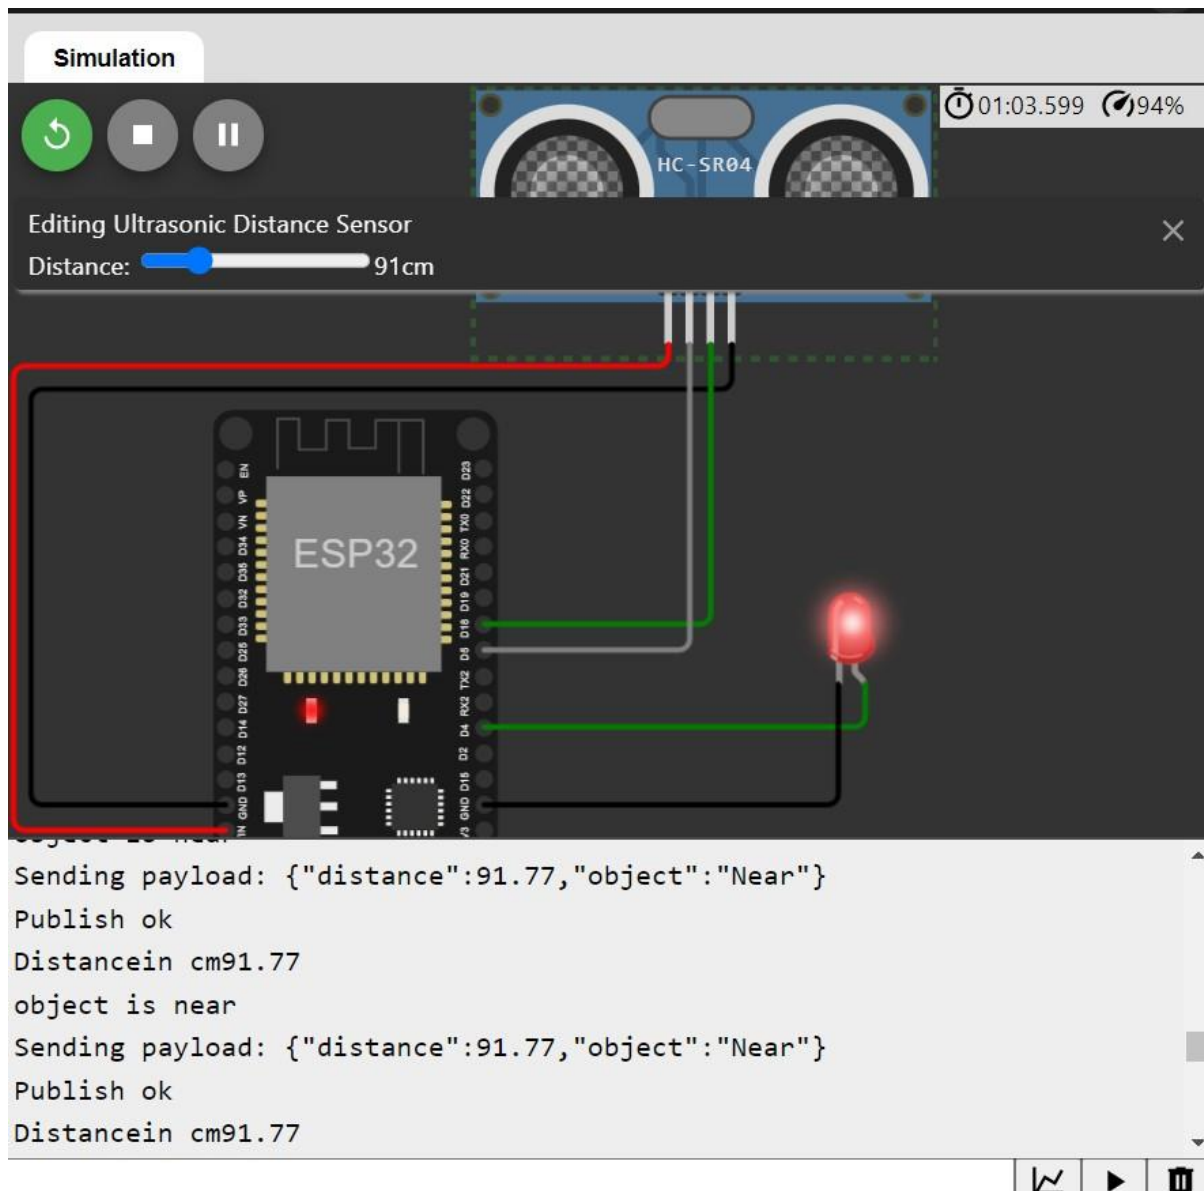 Simulation
01:03.599 94%
HC-SR04
Editing Ultrasonic Distance Sensor
Distance: 91cm
ESP32
EN
VP
VN
D34
D35
D32
D33
D25
D26
D27
D14
D12
D13
GND
D23
D22
TX0
RX0
D21
D19
D18
D5
TX2
RX2
D4
D2
D15
GND
object is near
Sending payload: {"distance":91.77,"object":"Near"}
Publish ok
Distancein cm91.77
object is near
Sending payload: {"distance":91.77,"object":"Near"}
Publish ok
Distancein cm91.77